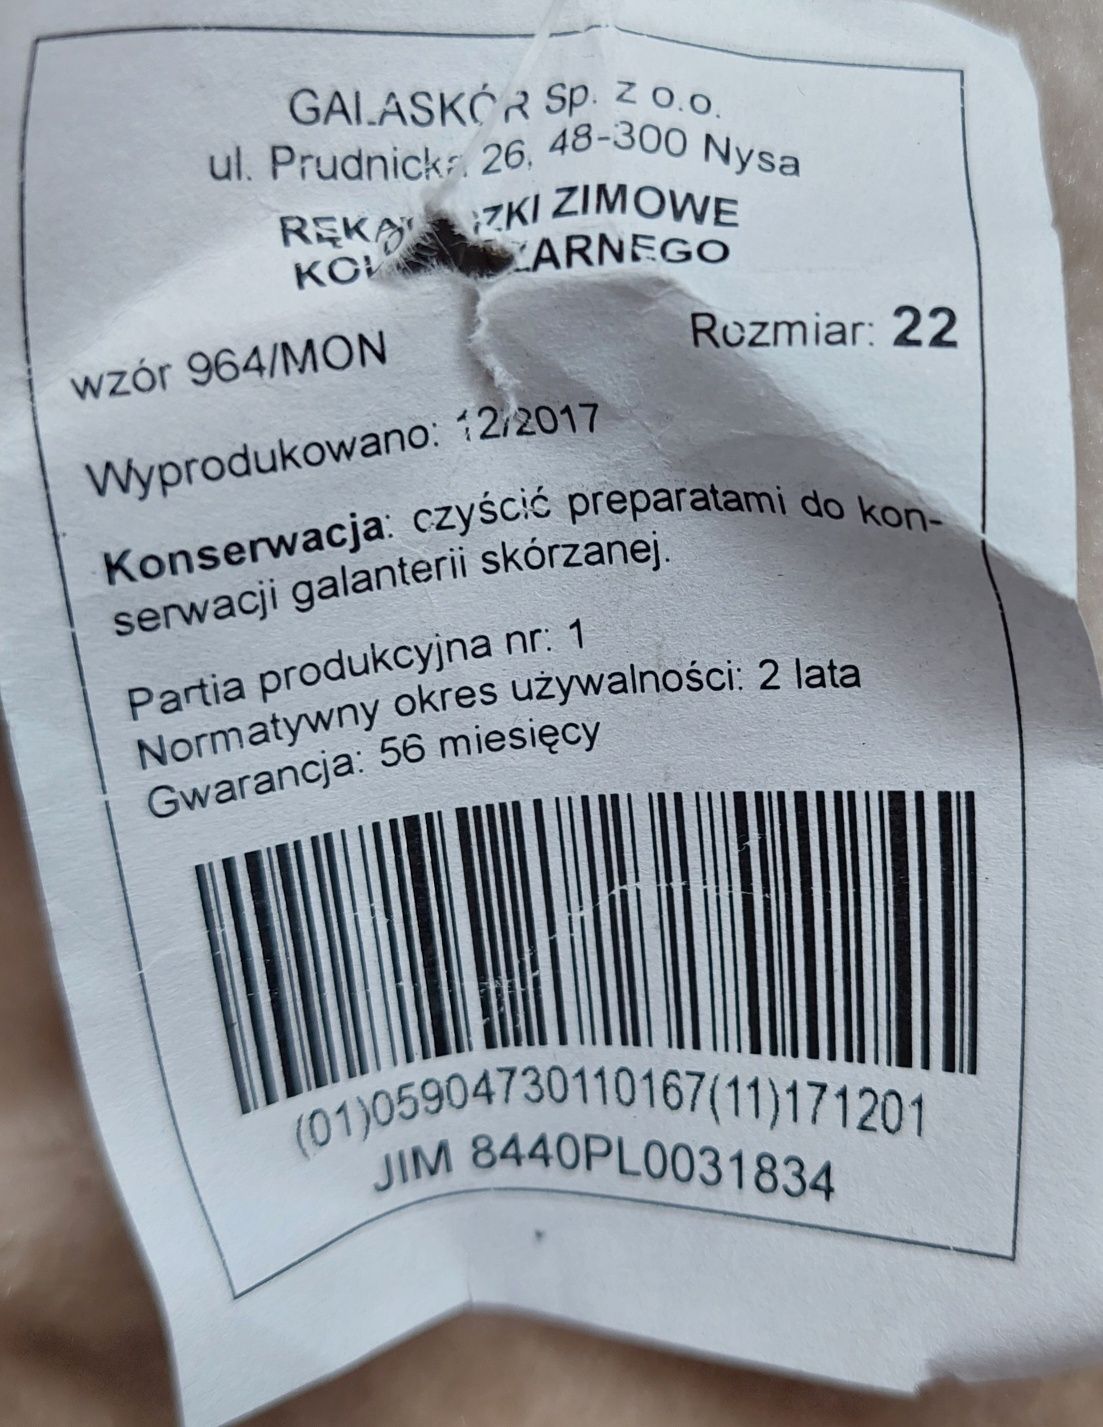 GALASKÓR Sp. z o.o.
ul. Prudnicka 26, 48-300 Nysa
ZIMOWE
wzór 964/MON
Rozmiar: 22
Wyprodukowano: 12/2017
Konserwacja: czyścić preparatami do kon-
serwacji galanterii skórzanej.
Partia produkcyjna nr: 1
Normatywny okres używalności: 2 lata
Gwarancja: 56 miesięcy
(01)05904730110167(11)171201
JIM 8440PL0031834